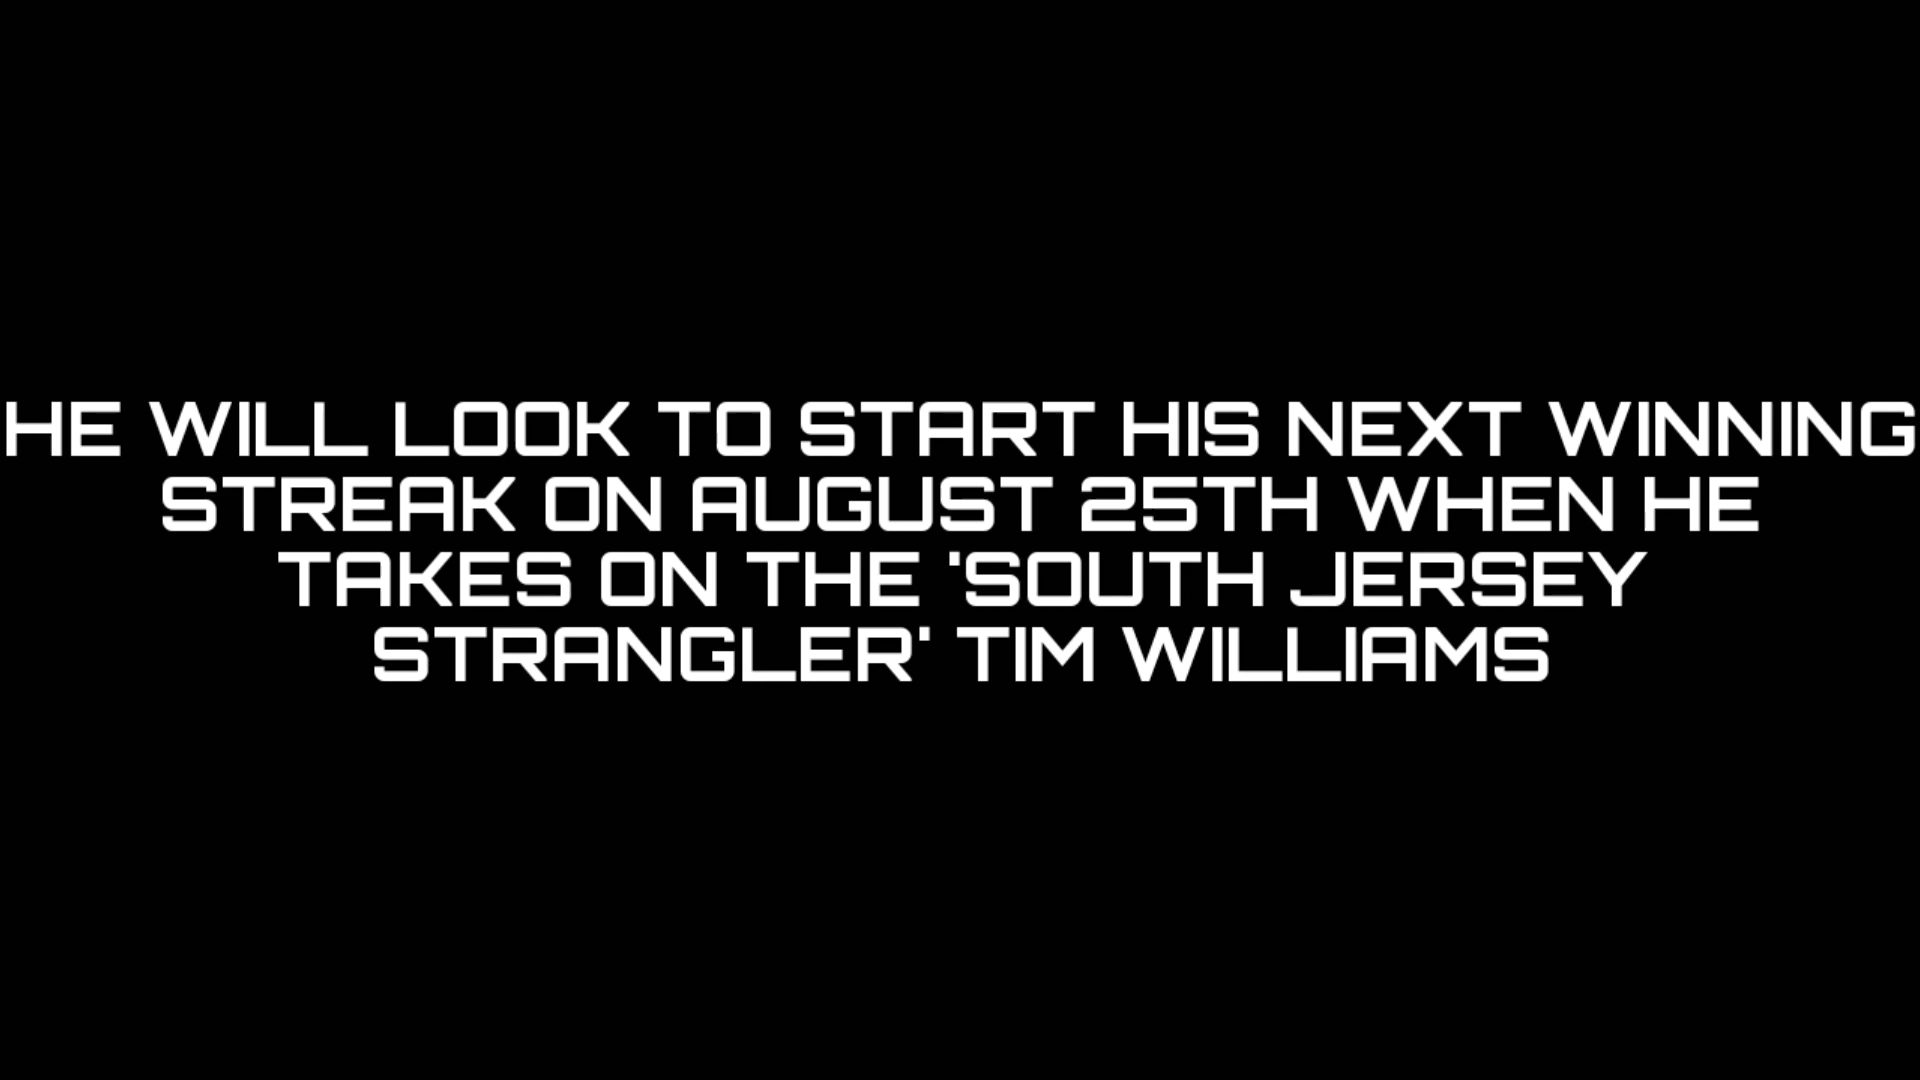 HE WILL LOOK TO START HIS NEXT WINNING
STREAK ON AUGUST 25TH WHEN HE
TAKES ON THE 'SOUTH JERSEY
STRANGLER' TIM WILLIAMS